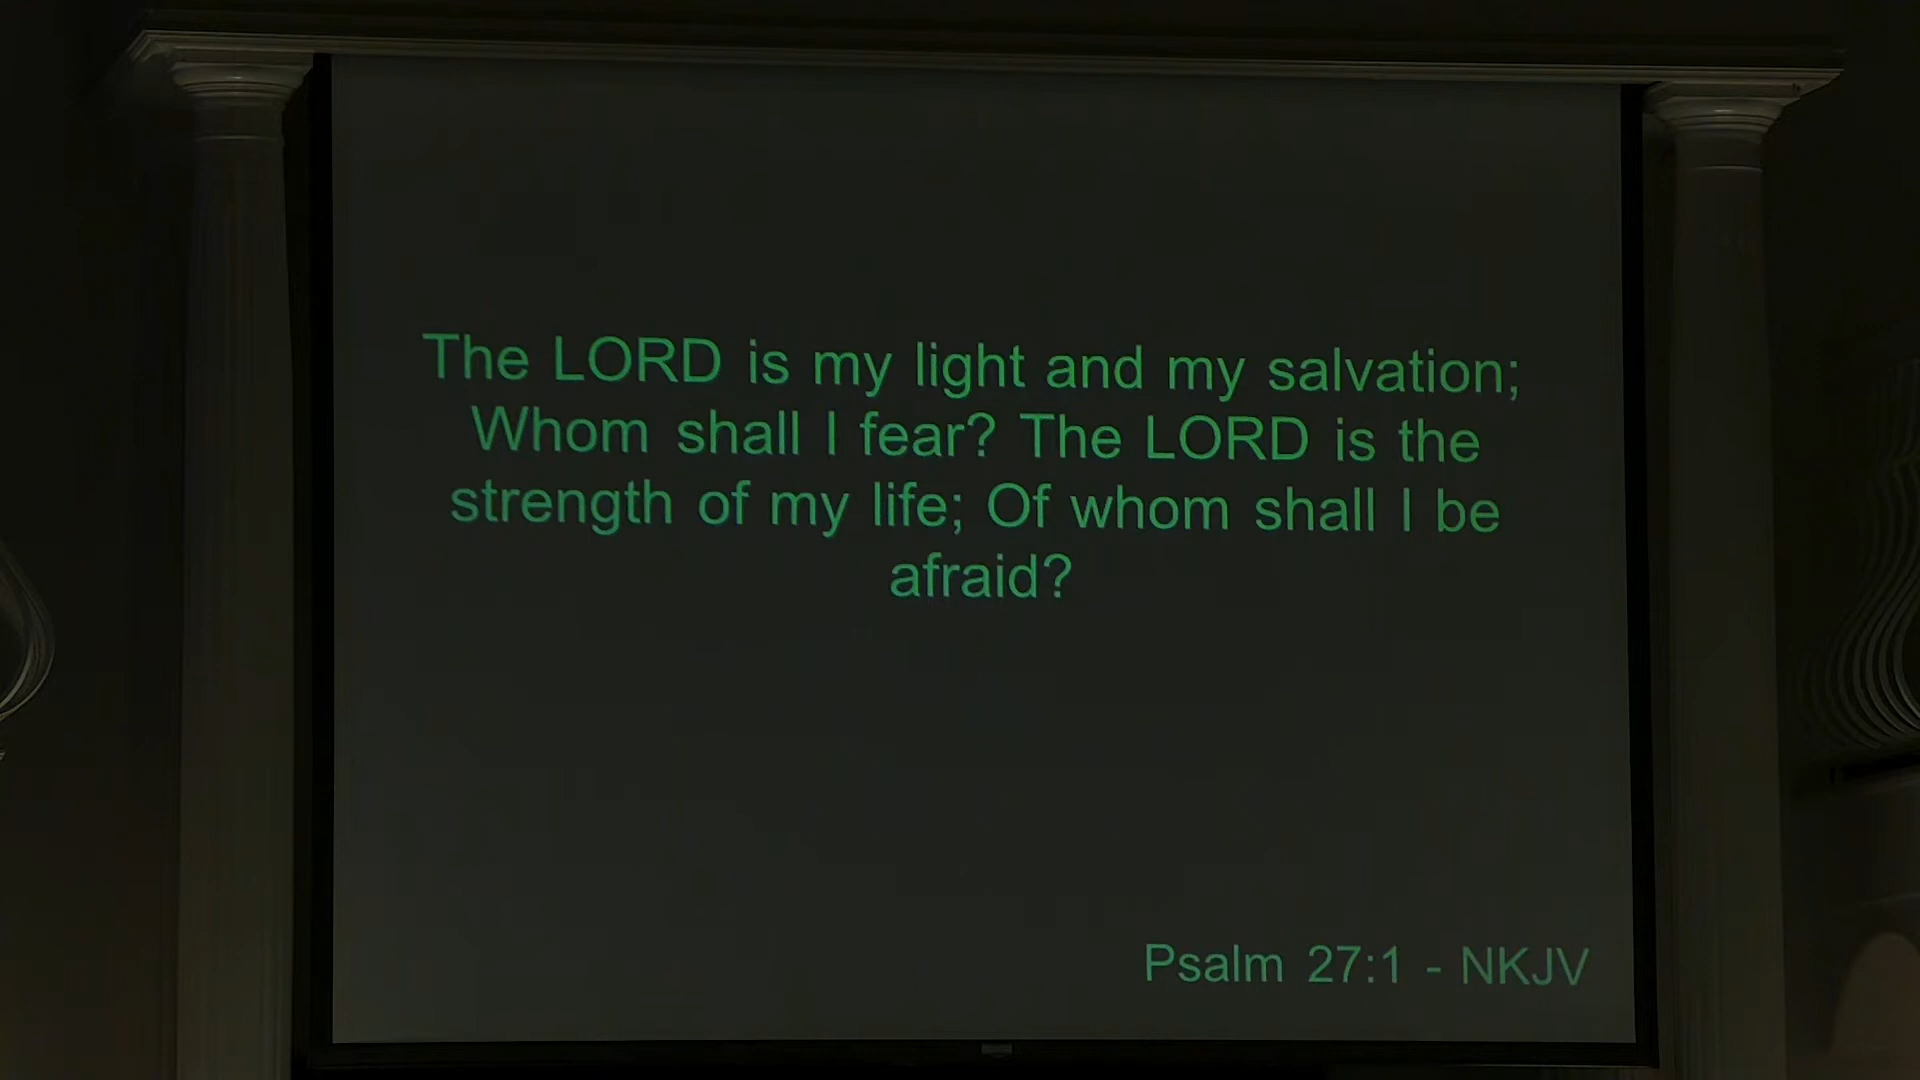 The LORD is my light and my salvation;
Whom shall I fear? The LORD is the
strength of my life; Of whom shall I be
afraid?
Psalm 27:1 - NKJV